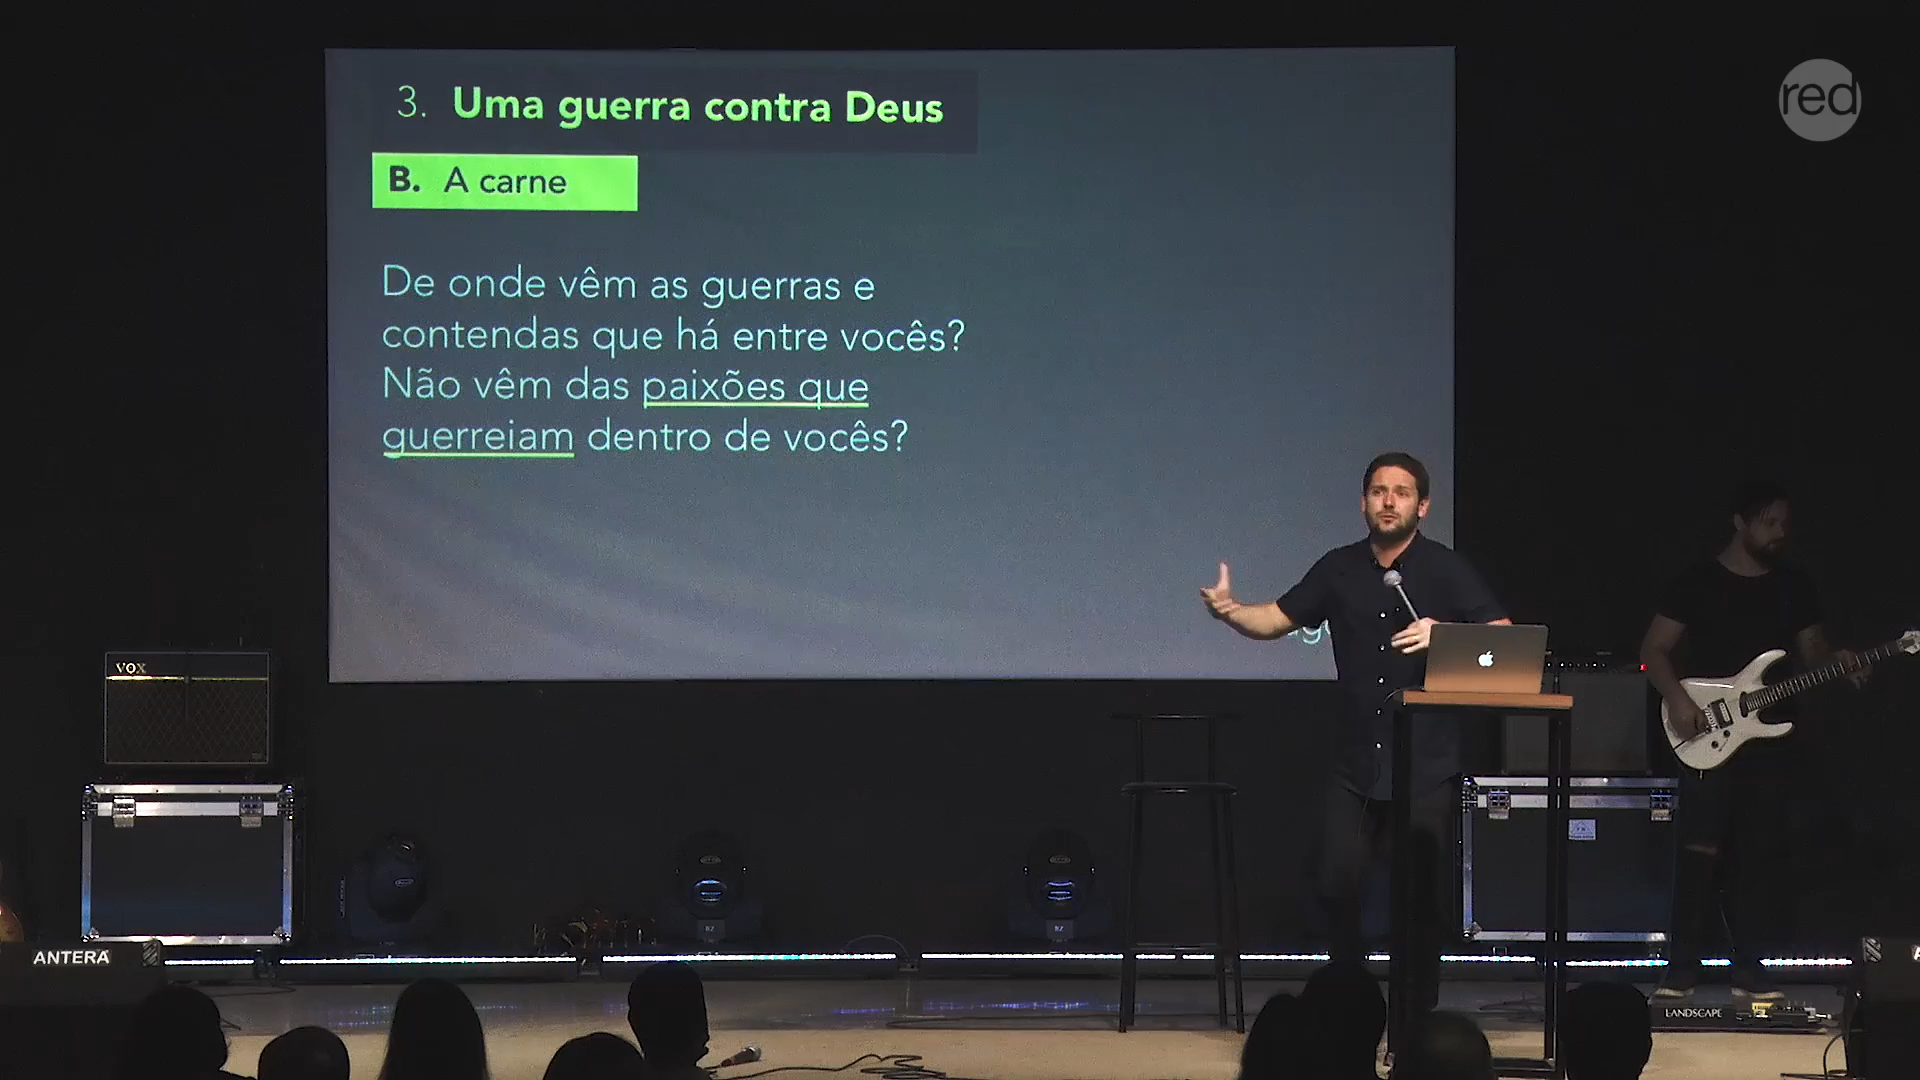 red
3. Uma guerra contra Deus
B. A carne
De onde vêm as guerras e
contendas que há entre vocês?
Não vêm das paixões que
guerreiam dentro de vocês?
VOX
ANTERA
LANDSCAPE